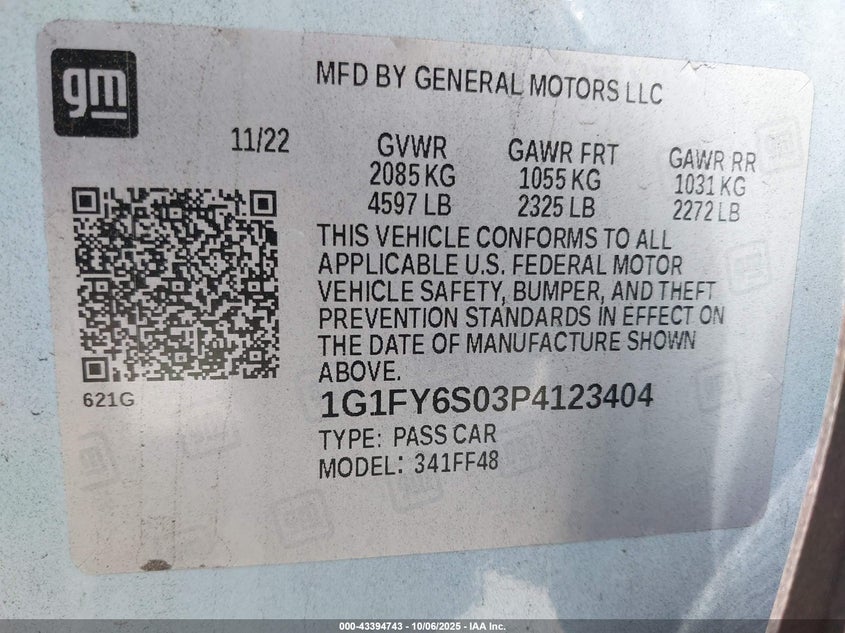 gm
MFD BY GENERAL MOTORS LLC
11/22
GVWR
2085 KG
4597 LB
GAWR FRT
1055 KG
2325 LB
GAWR RR
1031 KG
2272 LB
THIS VEHICLE CONFORMS TO ALL
APPLICABLE U.S. FEDERAL MOTOR
VEHICLE SAFETY, BUMPER, AND THEFT
PREVENTION STANDARDS IN EFFECT ON
THE DATE OF MANUFACTURE SHOWN
ABOVE.
621G
1G1FY6S03P4123404
TYPE: PASS CAR
MODEL: 341FF48
000-43394743 - 10/06/2025 - IAA Inc.